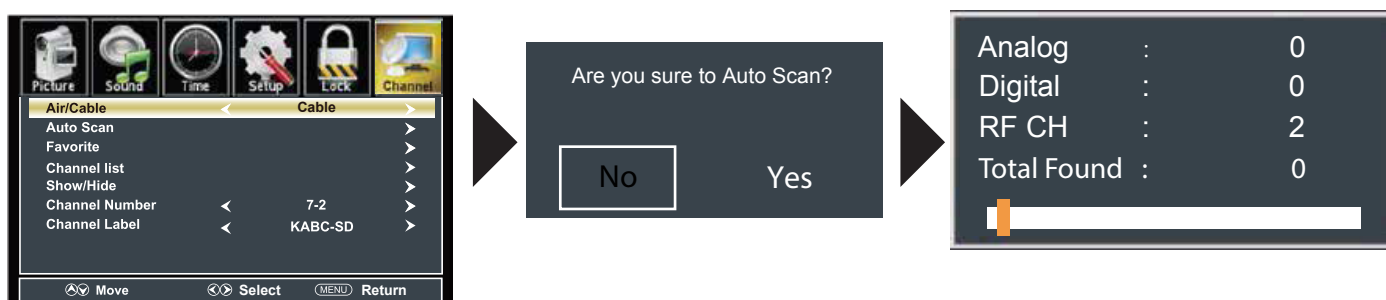 Picture Sound Time Setup Lock Channel
Air/Cable Cable
Auto Scan
Favorite
Channel list
Show/Hide
Channel Number 7-2
Channel Label KABC-SD
Move Select MENU Return
Are you sure to Auto Scan?
No Yes
Analog : 0
Digital : 0
RF CH : 2
Total Found : 0